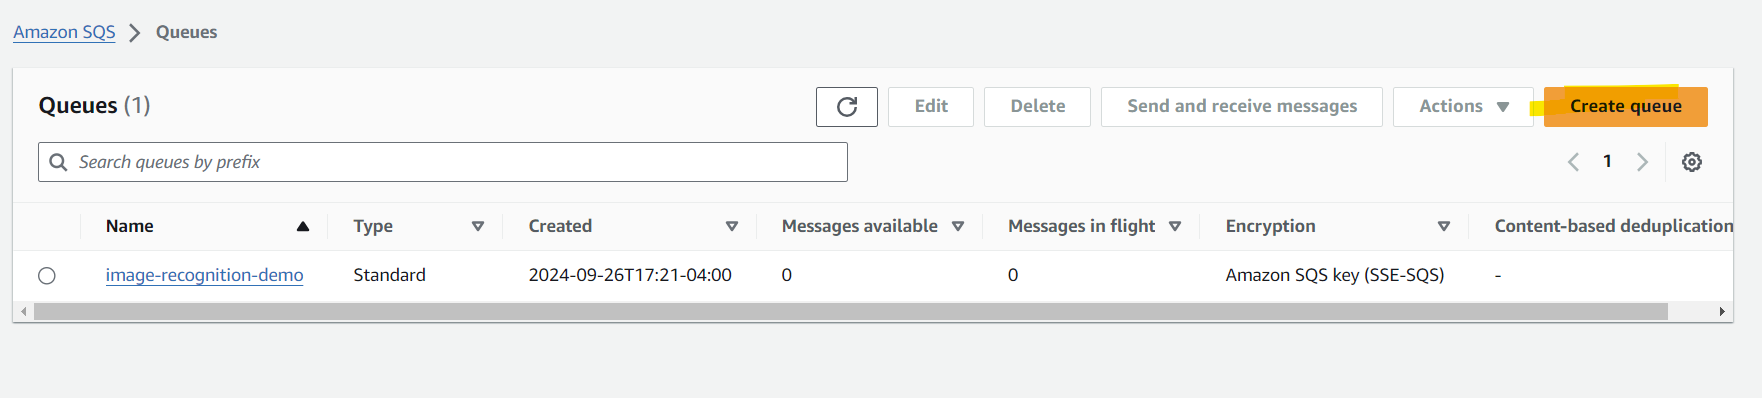 Amazon SQS > Queues
Queues (1)
Edit
Delete
Send and receive messages
Actions
Create queue
Search queues by prefix
1
Name Type Created Messages available Messages in flight Encryption Content-based deduplication
image-recognition-demo Standard 2024-09-26T17:21-04:00 0 0 Amazon SQS key (SSE-SQS) -